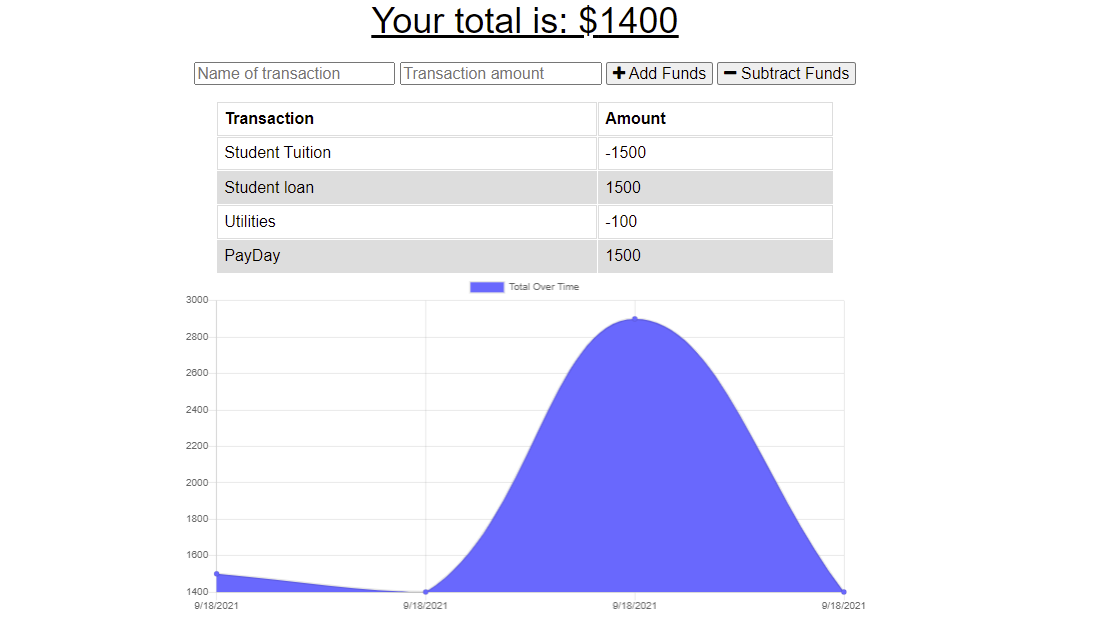 Your total is: $1400
Name of transaction Transaction amount + Add Funds − Subtract Funds
Transaction Amount
Student Tuition -1500
Student loan 1500
Utilities -100
PayDay 1500
Total Over Time
3000
2800
2600
2400
2200
2000
1800
1600
1400
9/18/2021 9/18/2021 9/18/2021 9/18/2021